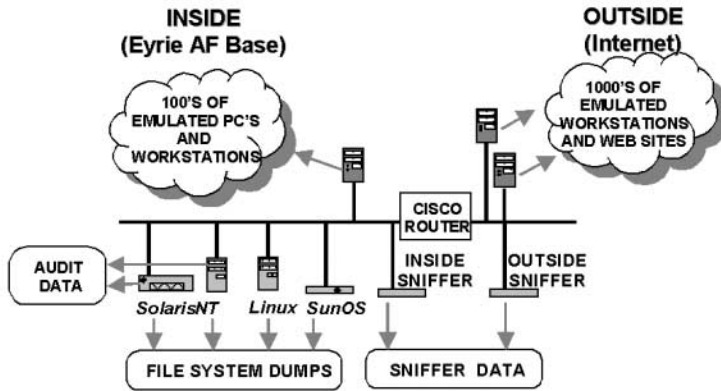 INSIDE
(Eyrie AF Base)
OUTSIDE
(Internet)
100'S OF
EMULATED PC'S
AND
WORKSTATIONS
1000'S OF
EMULATED
WORKSTATIONS
AND WEB SITES
CISCO
ROUTER
AUDIT
DATA
INSIDE
SNIFFER
OUTSIDE
SNIFFER
SolarisNT Linux SunOS
FILE SYSTEM DUMPS
SNIFFER DATA